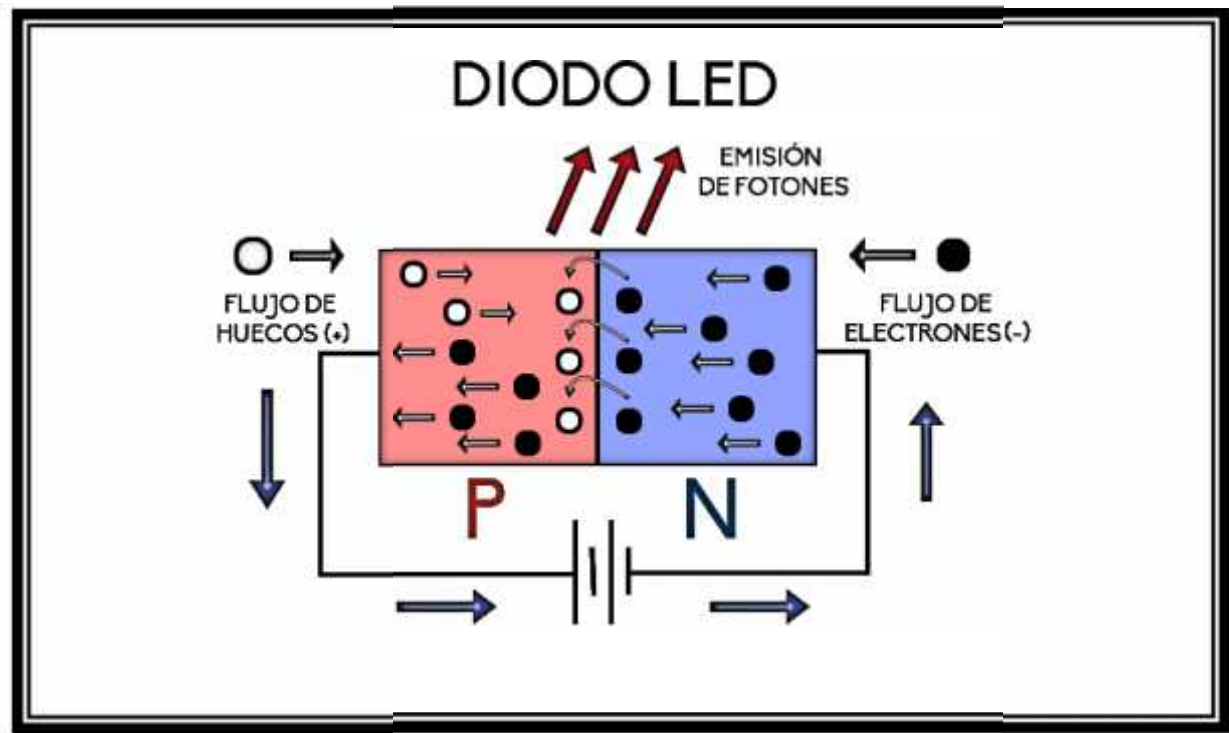 DIODO LED
EMISIÓN
DE FOTONES
FLUJO DE
HUECOS (+)
FLUJO DE
ELECTRONES (-)
P
N